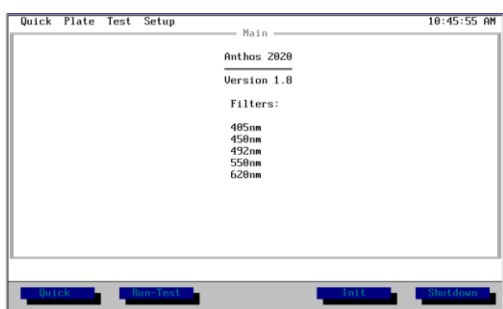 Quick Plate Test Setup 10:45:55 AM
Main
Anthos 2020
Version 1.8
Filters:
405nm
450nm
492nm
550nm
620nm
Quick Run-Test Init Shutdown